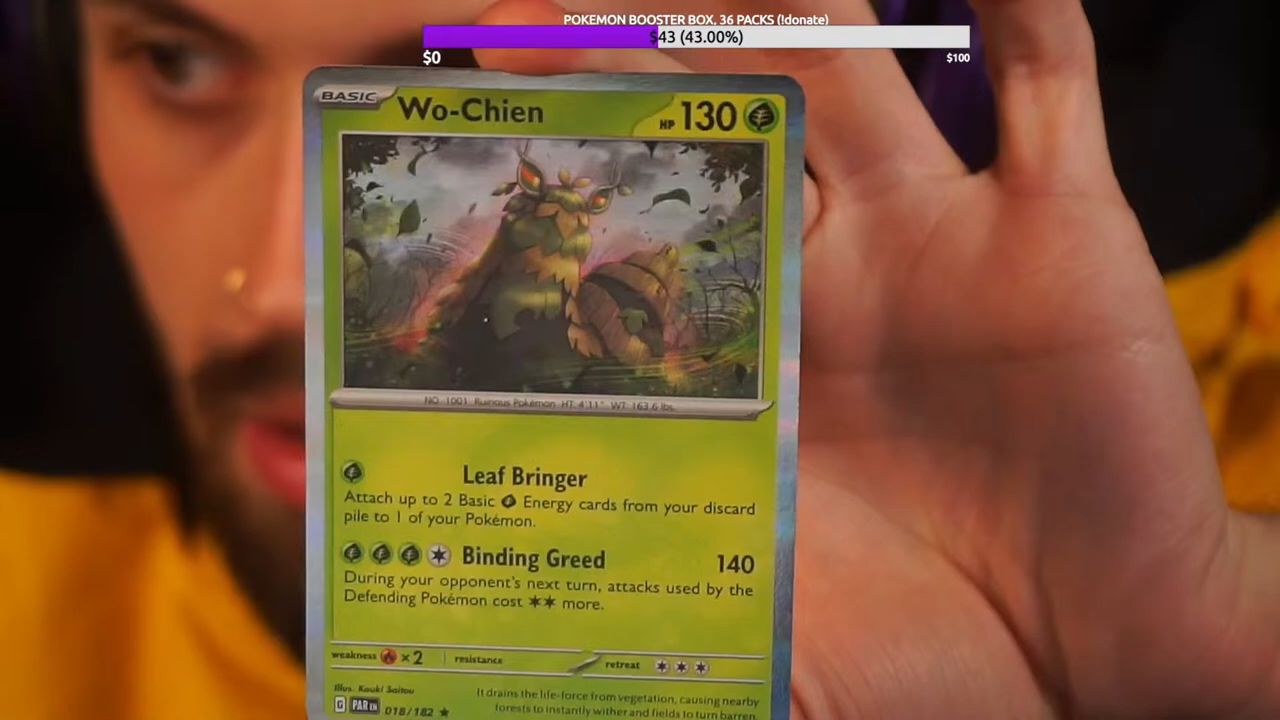 POKEMON BOOSTER BOX, 36 PACKS (!donate)
$43 (43.00%)
$0
$100
BASIC
Wo-Chien
HP 130
NO. 1001 Ruinous Pokémon HT: 4'11" WT: 163.6 lbs.
Leaf Bringer
Attach up to 2 Basic Energy cards from your discard
pile to 1 of your Pokémon.
Binding Greed 140
During your opponent's next turn, attacks used by the
Defending Pokémon cost more.
weakness ×2 resistance retreat
Illus. Kouki Saitou
It drains the life-force from vegetation, causing nearby
G PAR EN 018/182 ★
forests to instantly wither and fields to turn barren.